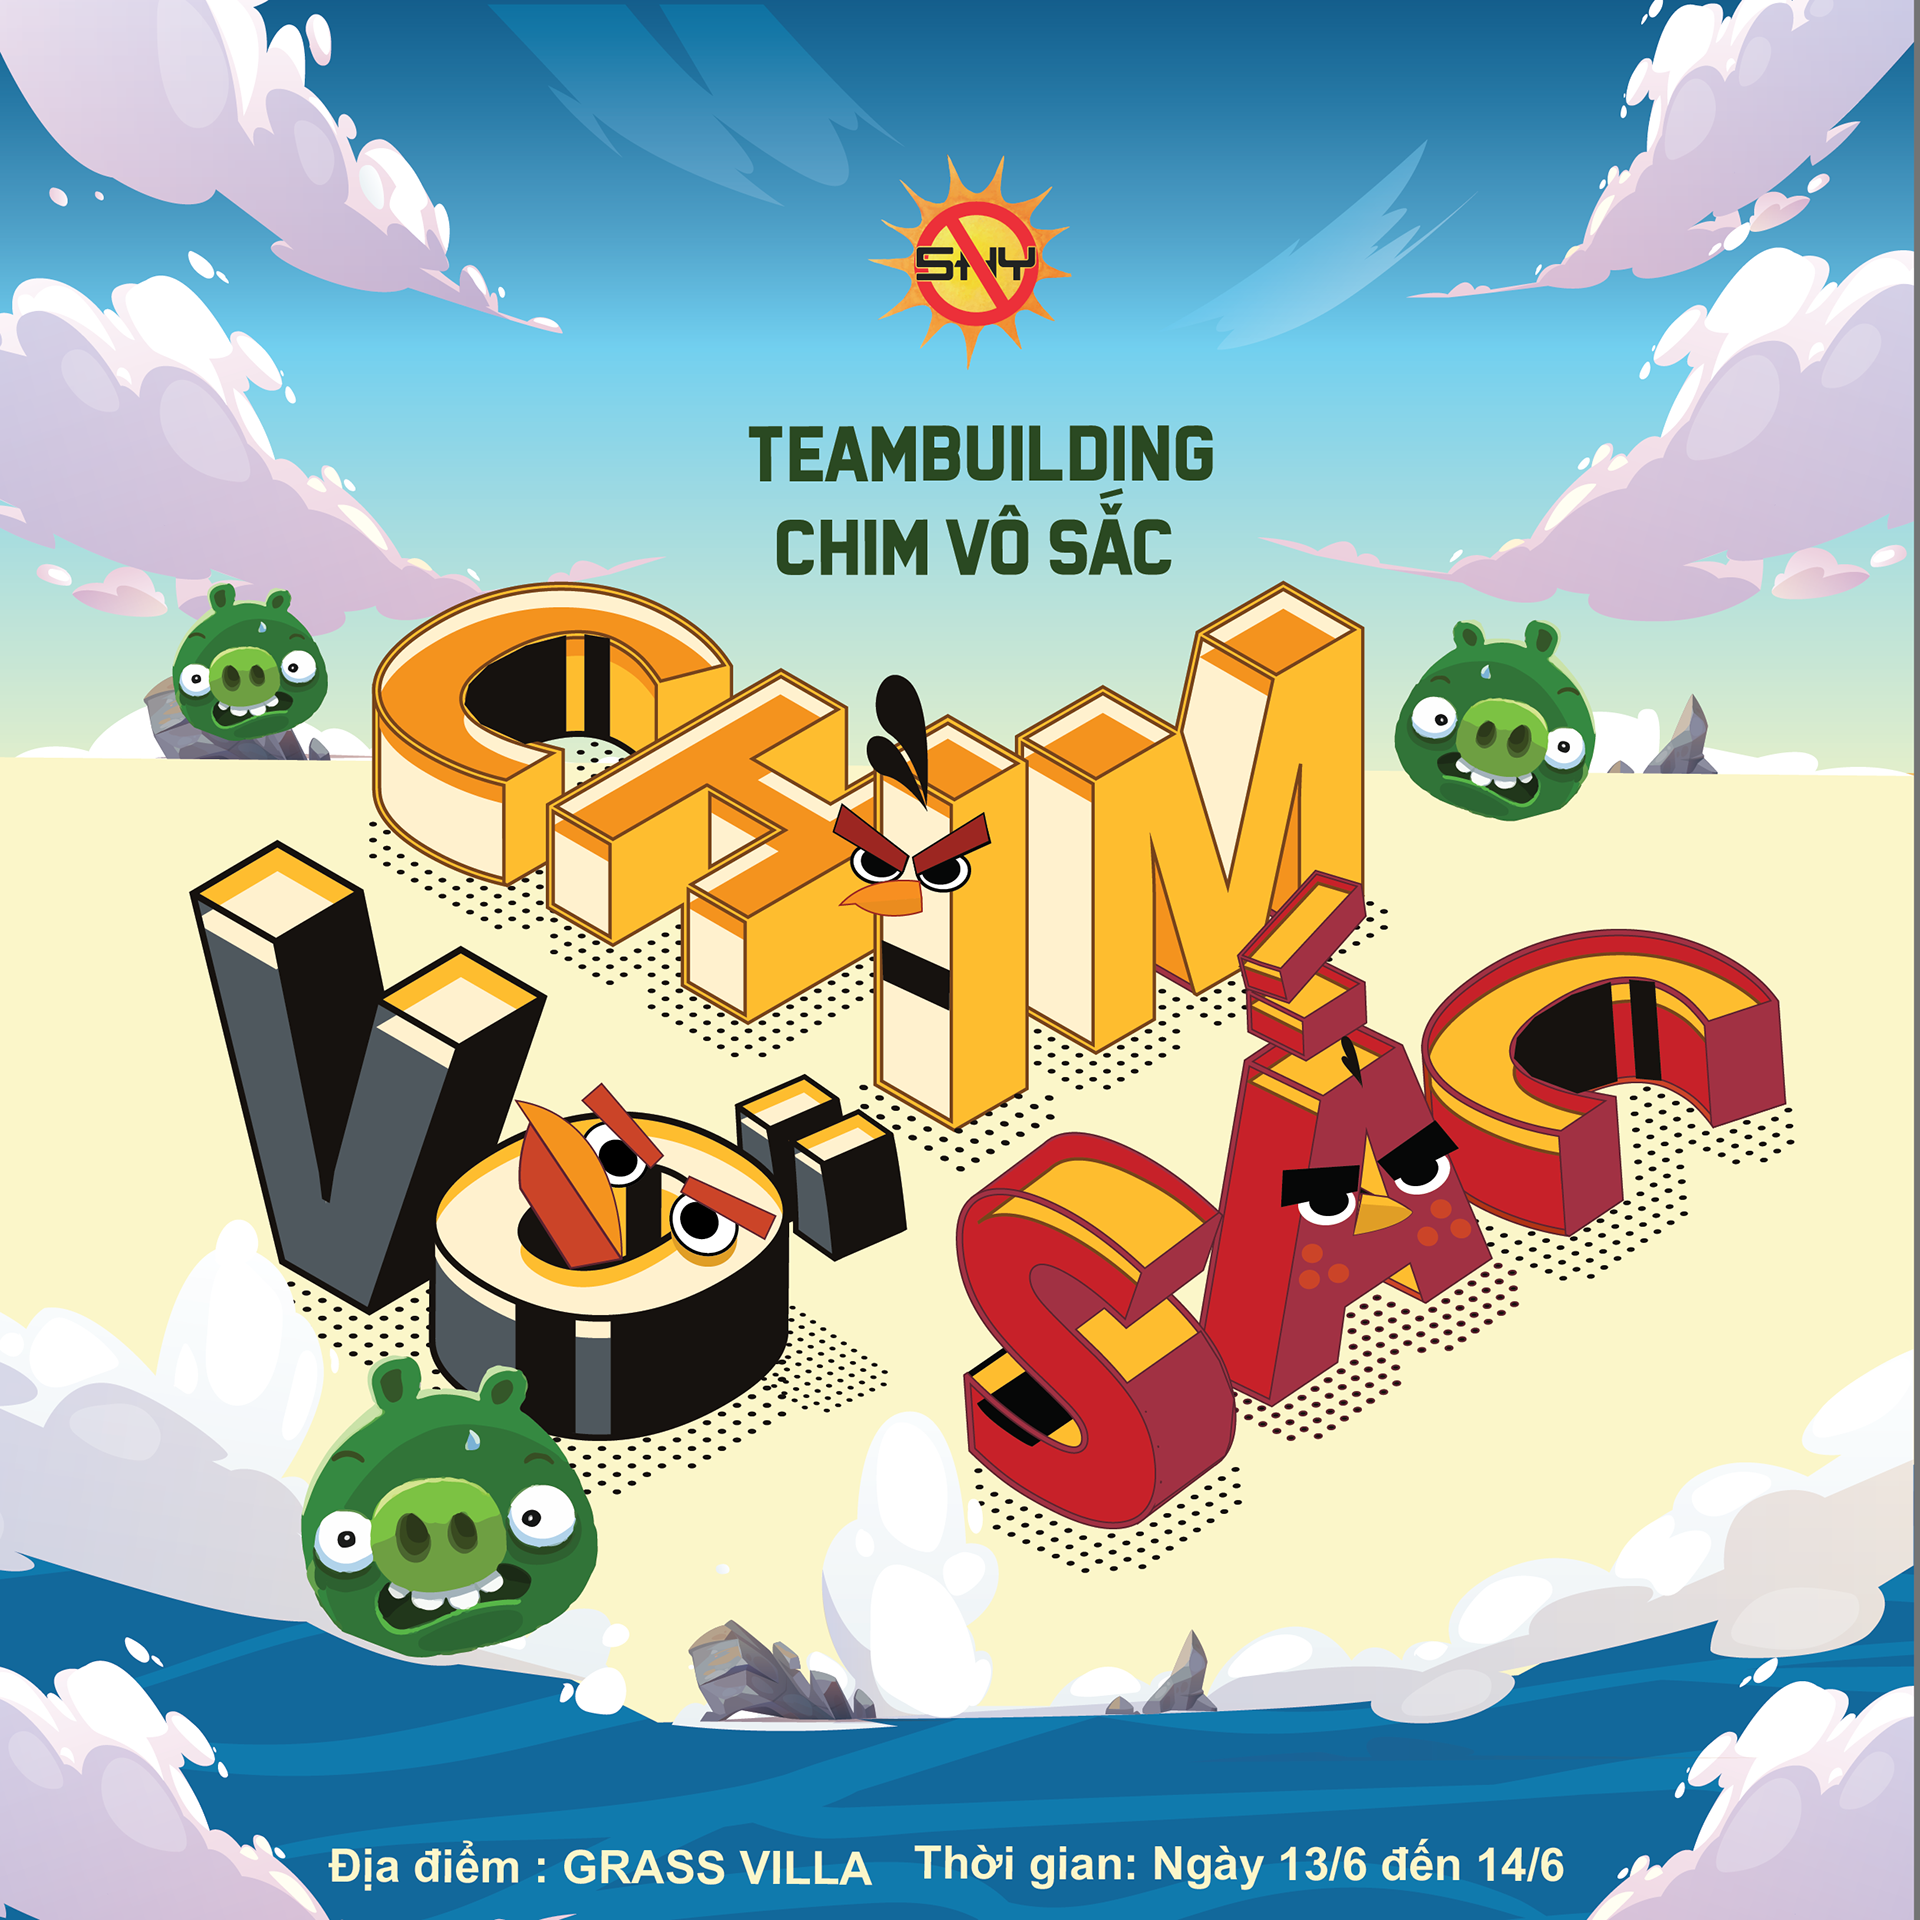 SHY
TEAMBUILDING
CHIM VÔ SẮC
CHIM
VÔ
SẮC
Địa điểm : GRASS VILLA
Thời gian: Ngày 13/6 đến 14/6